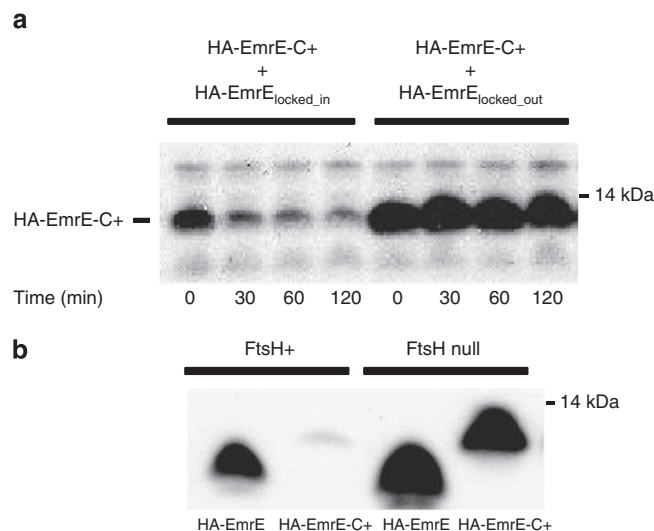 a
HA-EmrE-C+
+
HA-EmrElocked_in
HA-EmrE-C+
+
HA-EmrElocked_out
14 kDa
HA-EmrE-C+
Time (min) 0 30 60 120 0 30 60 120
b
FtsH+ FtsH null
14 kDa
HA-EmrE HA-EmrE-C+ HA-EmrE HA-EmrE-C+